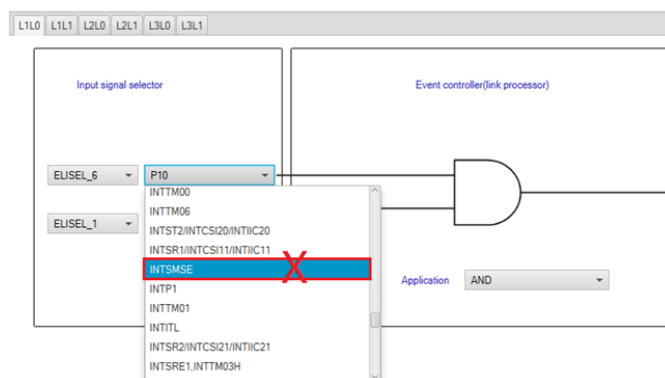 L1L0 L1L1 L2L0 L2L1 L3L0 L3L1
Input signal selector
Event controller(link processor)
ELISEL_6
P10
ELISEL_1
INTTM00
INTTM06
INTST2/INTCSI20/INTIIC20
INTSR1/INTCSI11/INTIIC11
INTSMSE
X
INTP1
INTTM01
INTITL
INTSR2/INTCSI21/INTIIC21
INTSRE1,INTTM03H
Application
AND